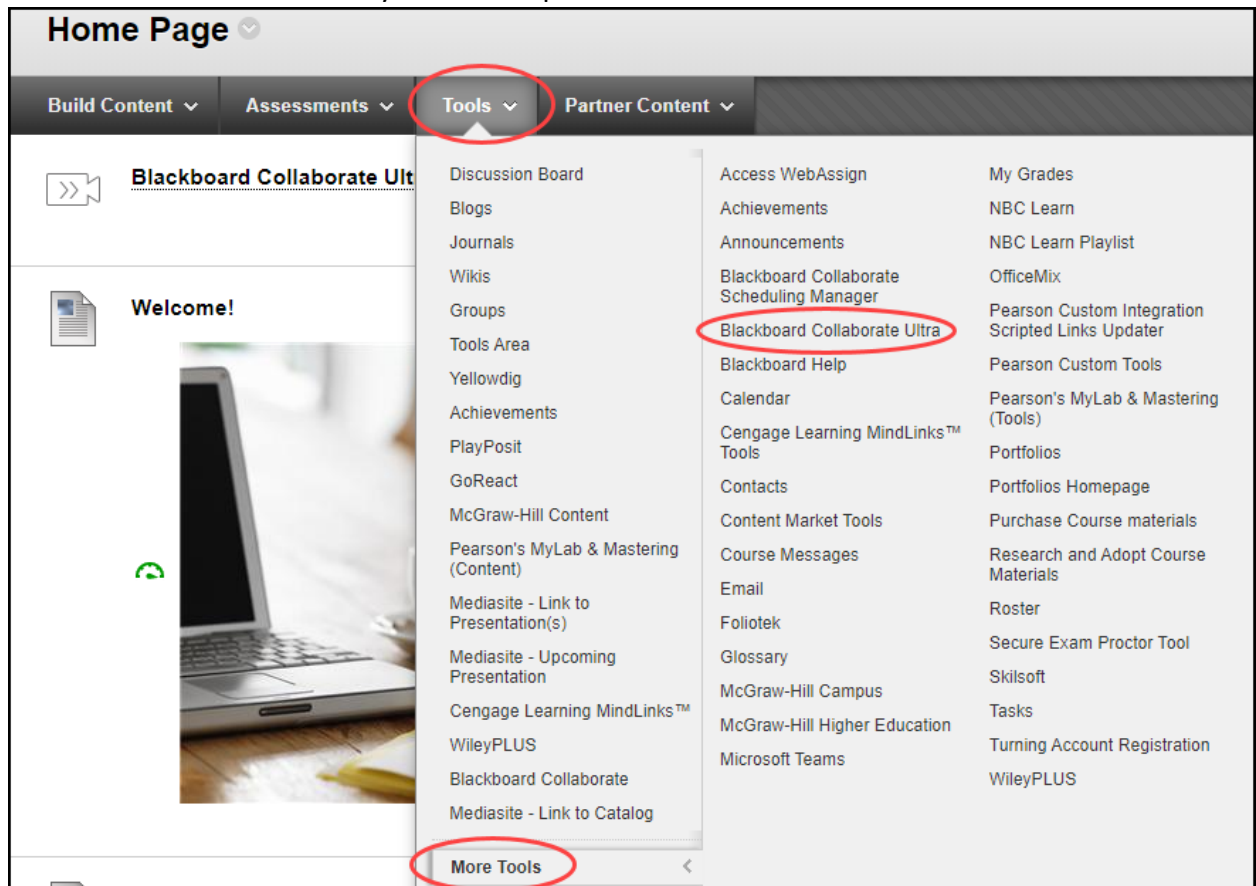 Home Page
Build Content
Assessments
Tools
Partner Content
Blackboard Collaborate Ult
Welcome!
Discussion Board
Blogs
Journals
Wikis
Groups
Tools Area
Yellowdig
Achievements
PlayPosit
GoReact
McGraw-Hill Content
Pearson's MyLab & Mastering
(Content)
Mediasite - Link to
Presentation(s)
Mediasite - Upcoming
Presentation
Cengage Learning MindLinks™
WileyPLUS
Blackboard Collaborate
Mediasite - Link to Catalog
More Tools
Access WebAssign
Achievements
Announcements
Blackboard Collaborate
Scheduling Manager
Blackboard Collaborate Ultra
Blackboard Help
Calendar
Cengage Learning MindLinks™
Tools
Contacts
Content Market Tools
Course Messages
Email
Foliotek
Glossary
McGraw-Hill Campus
McGraw-Hill Higher Education
Microsoft Teams
My Grades
NBC Learn
NBC Learn Playlist
OfficeMix
Pearson Custom Integration
Scripted Links Updater
Pearson Custom Tools
Pearson's MyLab & Mastering
(Tools)
Portfolios
Portfolios Homepage
Purchase Course materials
Research and Adopt Course
Materials
Roster
Secure Exam Proctor Tool
Skilsoft
Tasks
Turning Account Registration
WileyPLUS